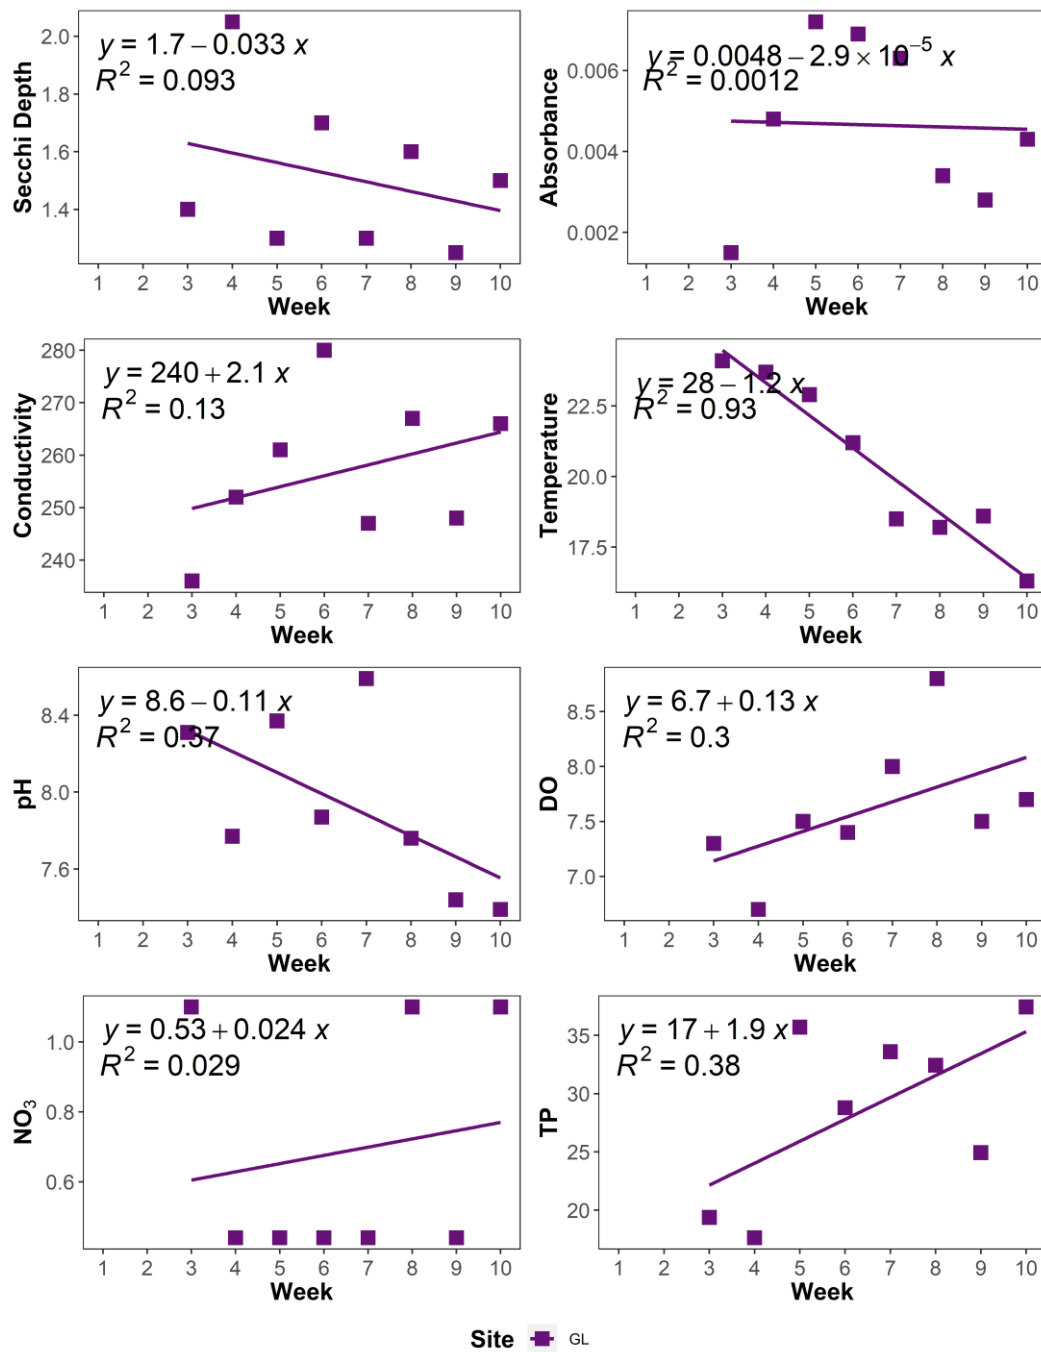 y = 1.7 − 0.033 x
R² = 0.093
Secchi Depth
2.0
1.8
1.6
1.4
1 2 3 4 5 6 7 8 9 10
Week
y = 0.0048 − 2.9 × 10⁻⁵ x
R² = 0.0012
Absorbance
0.006
0.004
0.002
1 2 3 4 5 6 7 8 9 10
Week
y = 240 + 2.1 x
R² = 0.13
Conductivity
280
270
260
250
240
1 2 3 4 5 6 7 8 9 10
Week
y = 28 − 1.2 x
R² = 0.93
Temperature
22.5
20.0
17.5
1 2 3 4 5 6 7 8 9 10
Week
y = 8.6 − 0.11 x
R² = 0.37
pH
8.4
8.0
7.6
1 2 3 4 5 6 7 8 9 10
Week
y = 6.7 + 0.13 x
R² = 0.3
DO
8.5
8.0
7.5
7.0
1 2 3 4 5 6 7 8 9 10
Week
y = 0.53 + 0.024 x
R² = 0.029
NO₃
1.0
0.8
0.6
1 2 3 4 5 6 7 8 9 10
Week
y = 17 + 1.9 x
R² = 0.38
TP
35
30
25
20
1 2 3 4 5 6 7 8 9 10
Week
Site GL